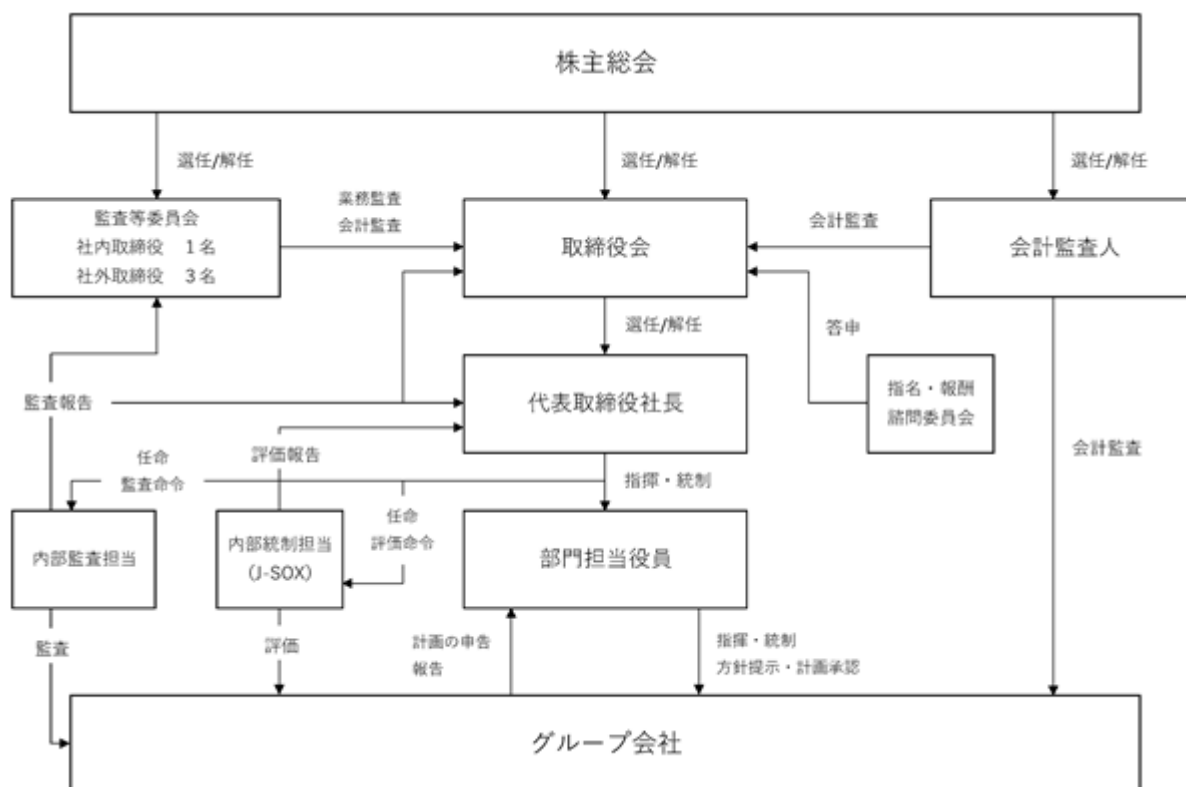 株主総会
選任/解任
選任/解任
選任/解任
監査等委員会
社内取締役　1名
社外取締役　3名
業務監査
会計監査
取締役会
会計監査
会計監査人
選任/解任
答申
監査報告
代表取締役社長
指名・報酬
諮問委員会
任命
監査命令
評価報告
指揮・統制
会計監査
内部監査担当
内部統制担当
(J-SOX)
任命
評価命令
部門担当役員
監査
評価
計画の申告
報告
指揮・統制
方針提示・計画承認
グループ会社